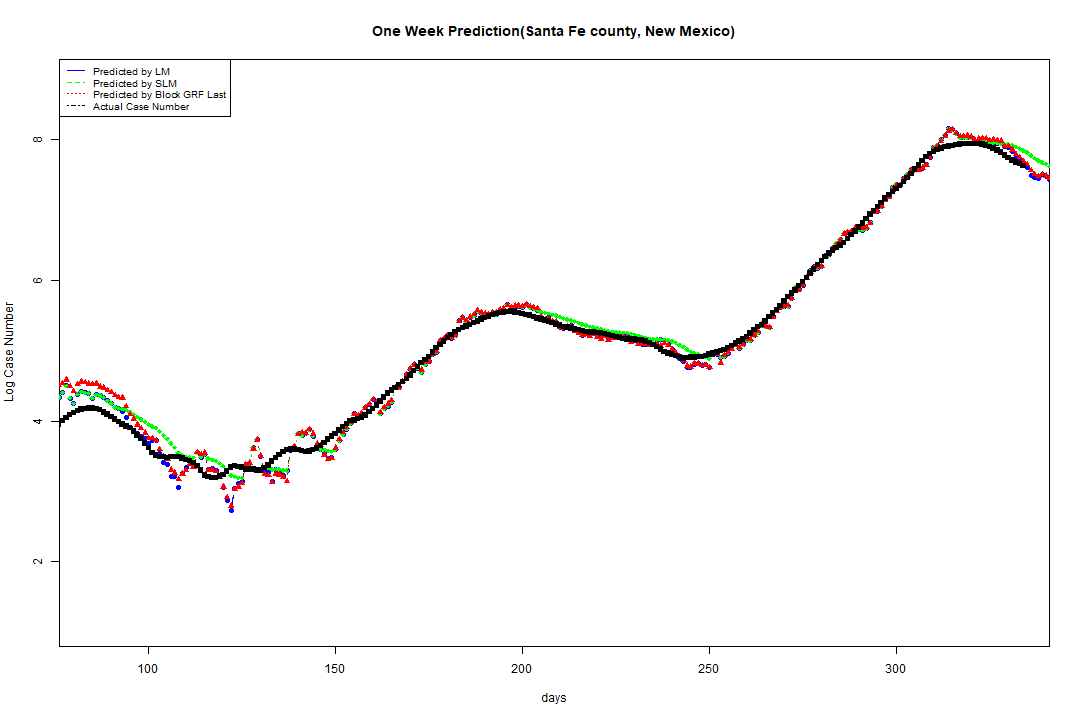 One Week Prediction(Santa Fe county, New Mexico)
Predicted by LM
Predicted by SLM
Predicted by Block GRF Last
Actual Case Number
8
6
4
2
Log Case Number
100 150 200 250 300
days